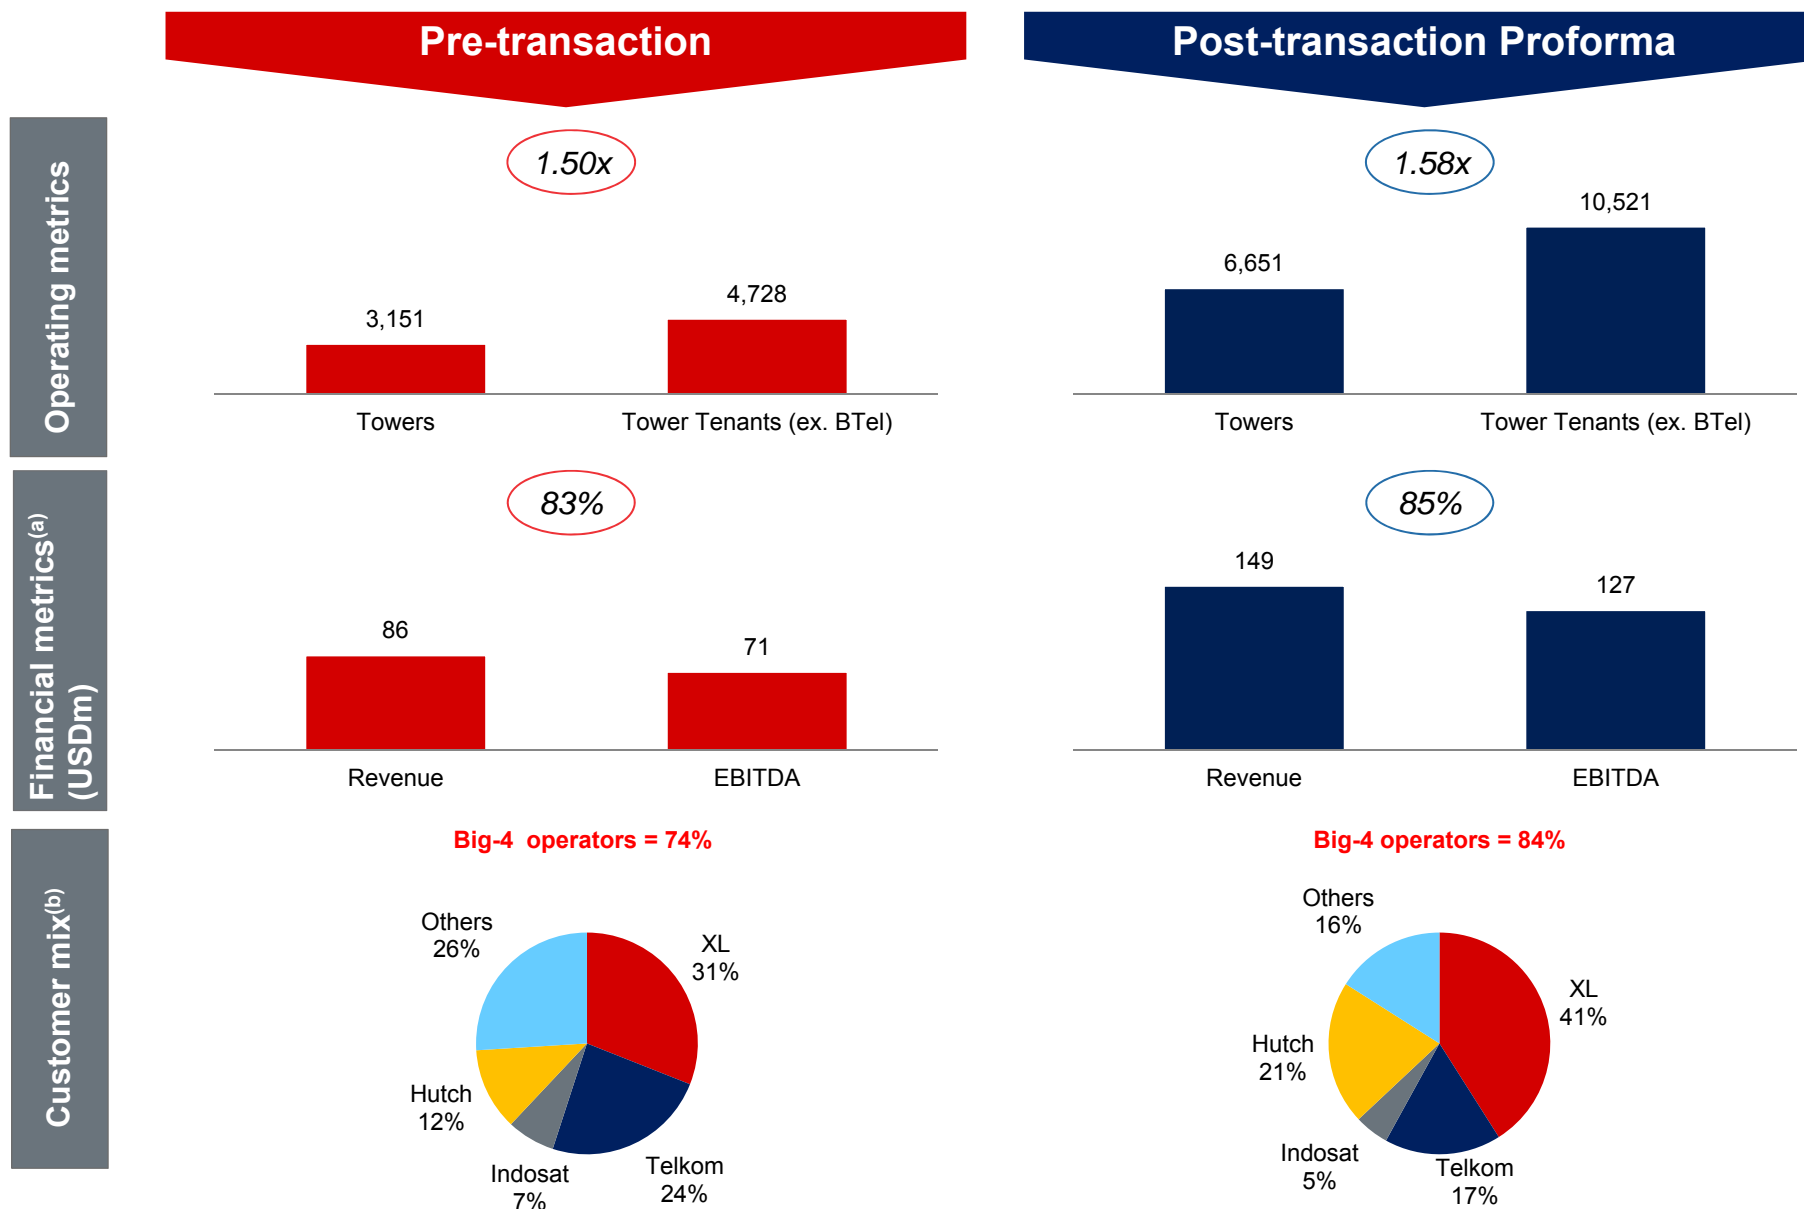 Pre-transaction
Post-transaction Proforma
Operating metrics
1.50x
3,151
4,728
Towers
Tower Tenants (ex. BTel)
1.58x
6,651
10,521
Towers
Tower Tenants (ex. BTel)
Financial metrics(a)
(USDm)
83%
86
71
Revenue
EBITDA
85%
149
127
Revenue
EBITDA
Customer mix(b)
Big-4 operators = 74%
Others
26%
XL
31%
Hutch
12%
Indosat
7%
Telkom
24%
Big-4 operators = 84%
Others
16%
XL
41%
Hutch
21%
Indosat
5%
Telkom
17%